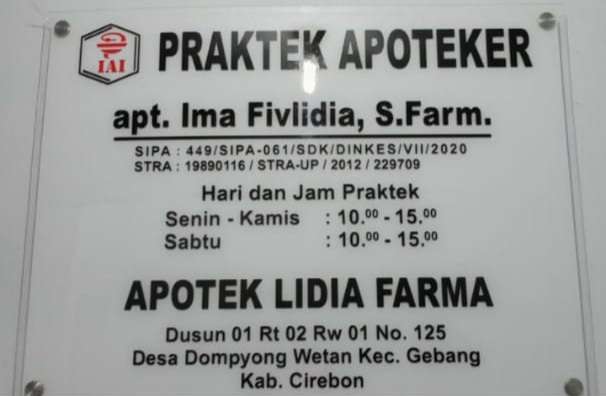 IAI
PRAKTEK APOTEKER
apt. Ima Fivlidia, S.Farm.
SIPA : 449/SIPA-061/SDK/DINKES/VII/2020
STRA : 19890116 / STRA-UP / 2012 / 229709
Hari dan Jam Praktek
Senin - Kamis : 10.00 - 15.00
Sabtu : 10.00 - 15.00
APOTEK LIDIA FARMA
Dusun 01 Rt 02 Rw 01 No. 125
Desa Dompyong Wetan Kec. Gebang
Kab. Cirebon